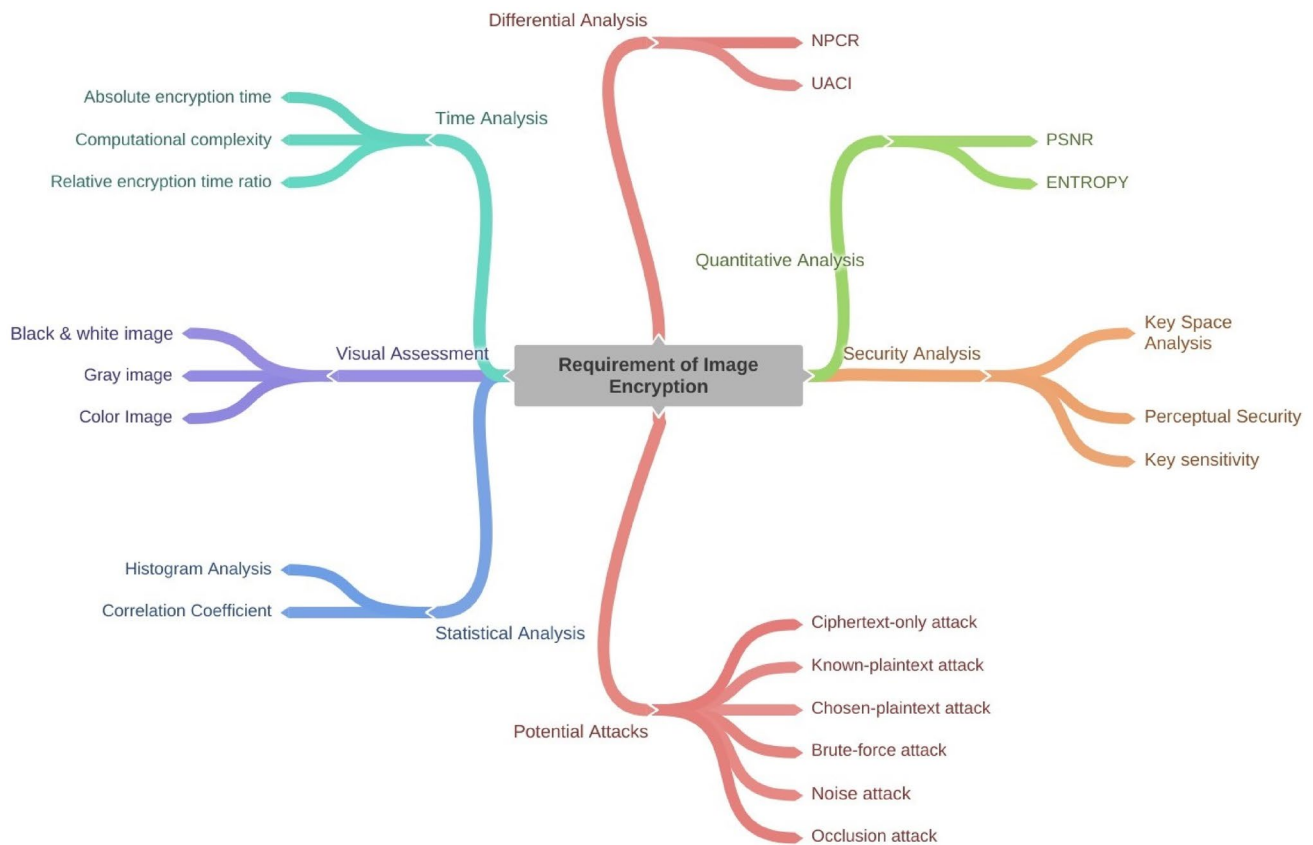 Differential Analysis
NPCR
UACI
Absolute encryption time
Computational complexity
Relative encryption time ratio
Time Analysis
PSNR
ENTROPY
Quantitative Analysis
Black & white image
Gray image
Color Image
Visual Assessment
Requirement of Image
Encryption
Security Analysis
Key Space
Analysis
Perceptual Security
Key sensitivity
Histogram Analysis
Correlation Coefficient
Statistical Analysis
Potential Attacks
Ciphertext-only attack
Known-plaintext attack
Chosen-plaintext attack
Brute-force attack
Noise attack
Occlusion attack